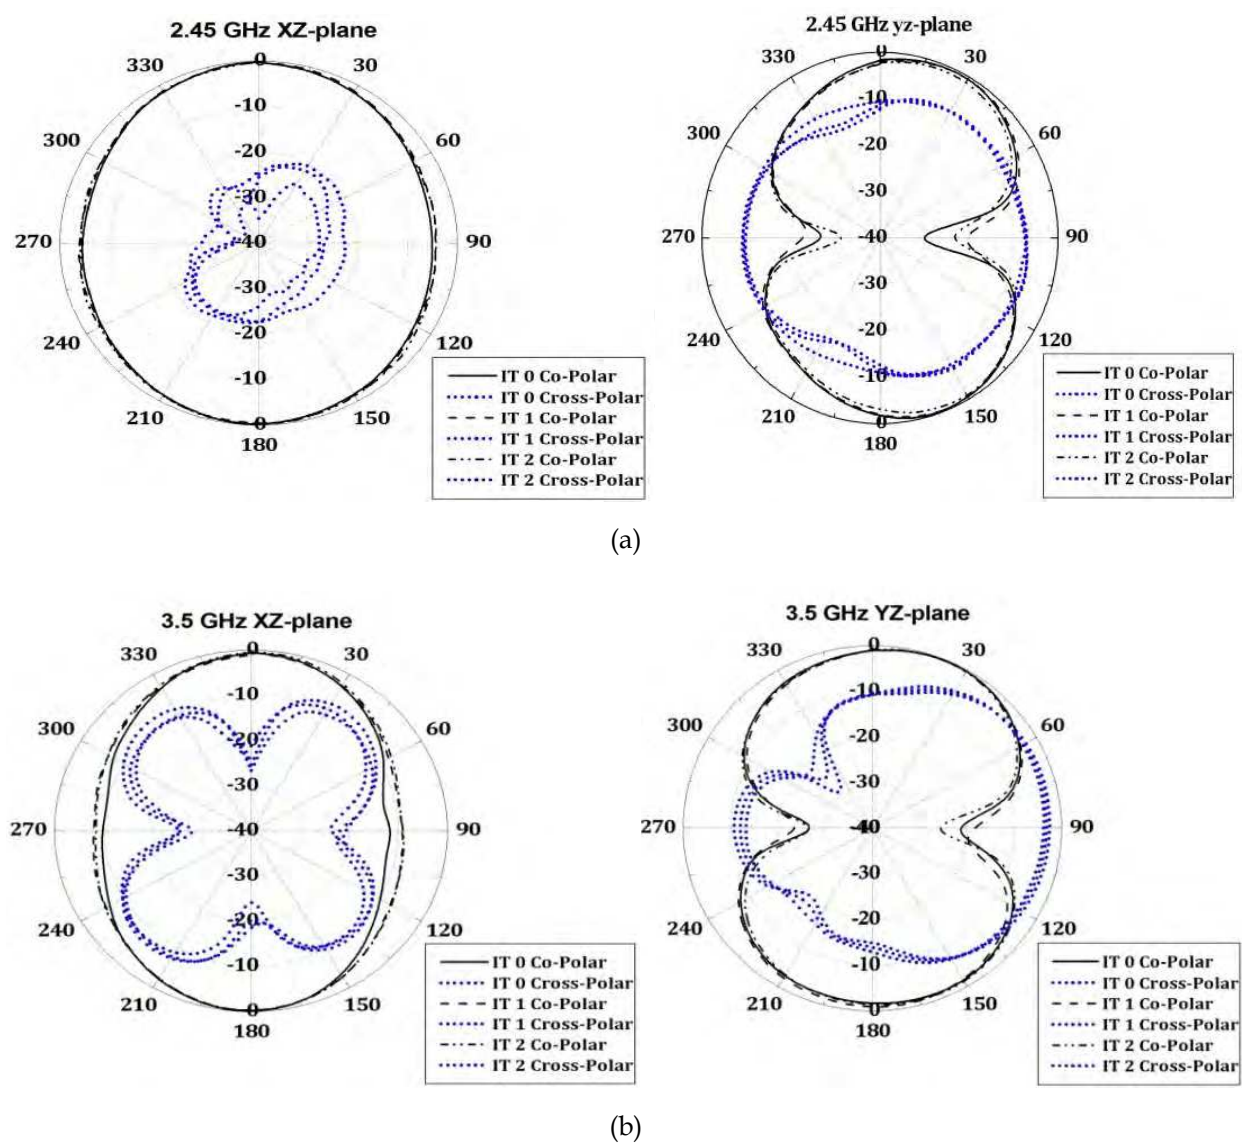 2.45 GHz XZ-plane
0
330
30
-10
300
60
-20
-30
270
-40
90
-30
240
-20
120
-10
210
150
0
180
IT 0 Co-Polar
IT 0 Cross-Polar
IT 1 Co-Polar
IT 1 Cross-Polar
IT 2 Co-Polar
IT 2 Cross-Polar
2.45 GHz yz-plane
0
330
30
-10
300
60
-20
-30
270
-40
90
-30
240
-20
120
-10
210
150
0
180
IT 0 Co-Polar
IT 0 Cross-Polar
IT 1 Co-Polar
IT 1 Cross-Polar
IT 2 Co-Polar
IT 2 Cross-Polar
(a)
3.5 GHz XZ-plane
0
330
30
-10
300
60
-20
-30
270
-40
90
-30
240
-20
120
-10
210
150
0
180
IT 0 Co-Polar
IT 0 Cross-Polar
IT 1 Co-Polar
IT 1 Cross-Polar
IT 2 Co-Polar
IT 2 Cross-Polar
3.5 GHz YZ-plane
0
330
30
-10
300
60
-20
-30
270
-40
90
-30
240
-20
120
-10
210
150
0
180
IT 0 Co-Polar
IT 0 Cross-Polar
IT 1 Co-Polar
IT 1 Cross-Polar
IT 2 Co-Polar
IT 2 Cross-Polar
(b)